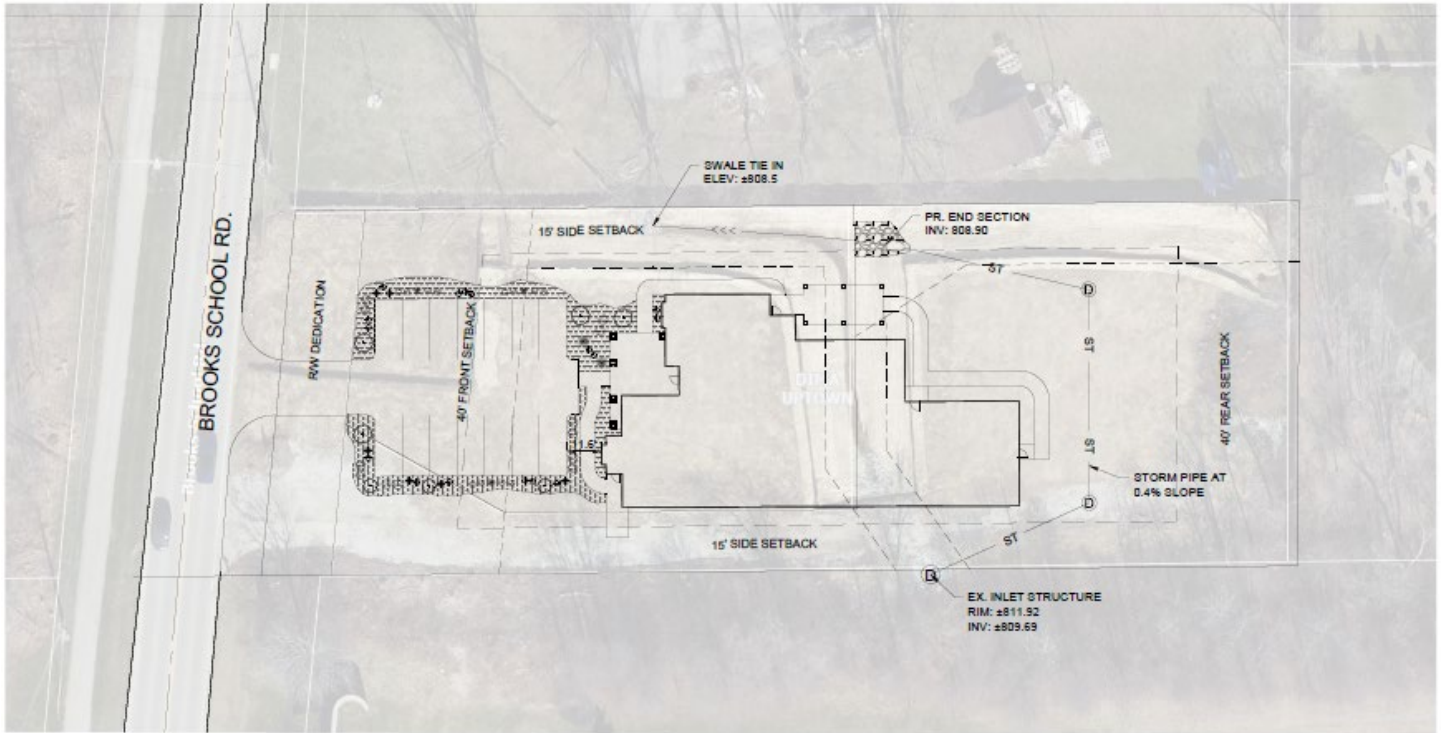 SWALE TIE IN
ELEV: ±808.5
PR. END SECTION
INV: 808.90
15' SIDE SETBACK
<<<
ST
D
BROOKS SCHOOL RD.
R/W DEDICATION
40' FRONT SETBACK
UPTOWN
ST
40' REAR SETBACK
ST
STORM PIPE AT
0.4% SLOPE
D
15' SIDE SETBACK
ST
D
EX. INLET STRUCTURE
RIM: ±811.92
INV: ±809.69